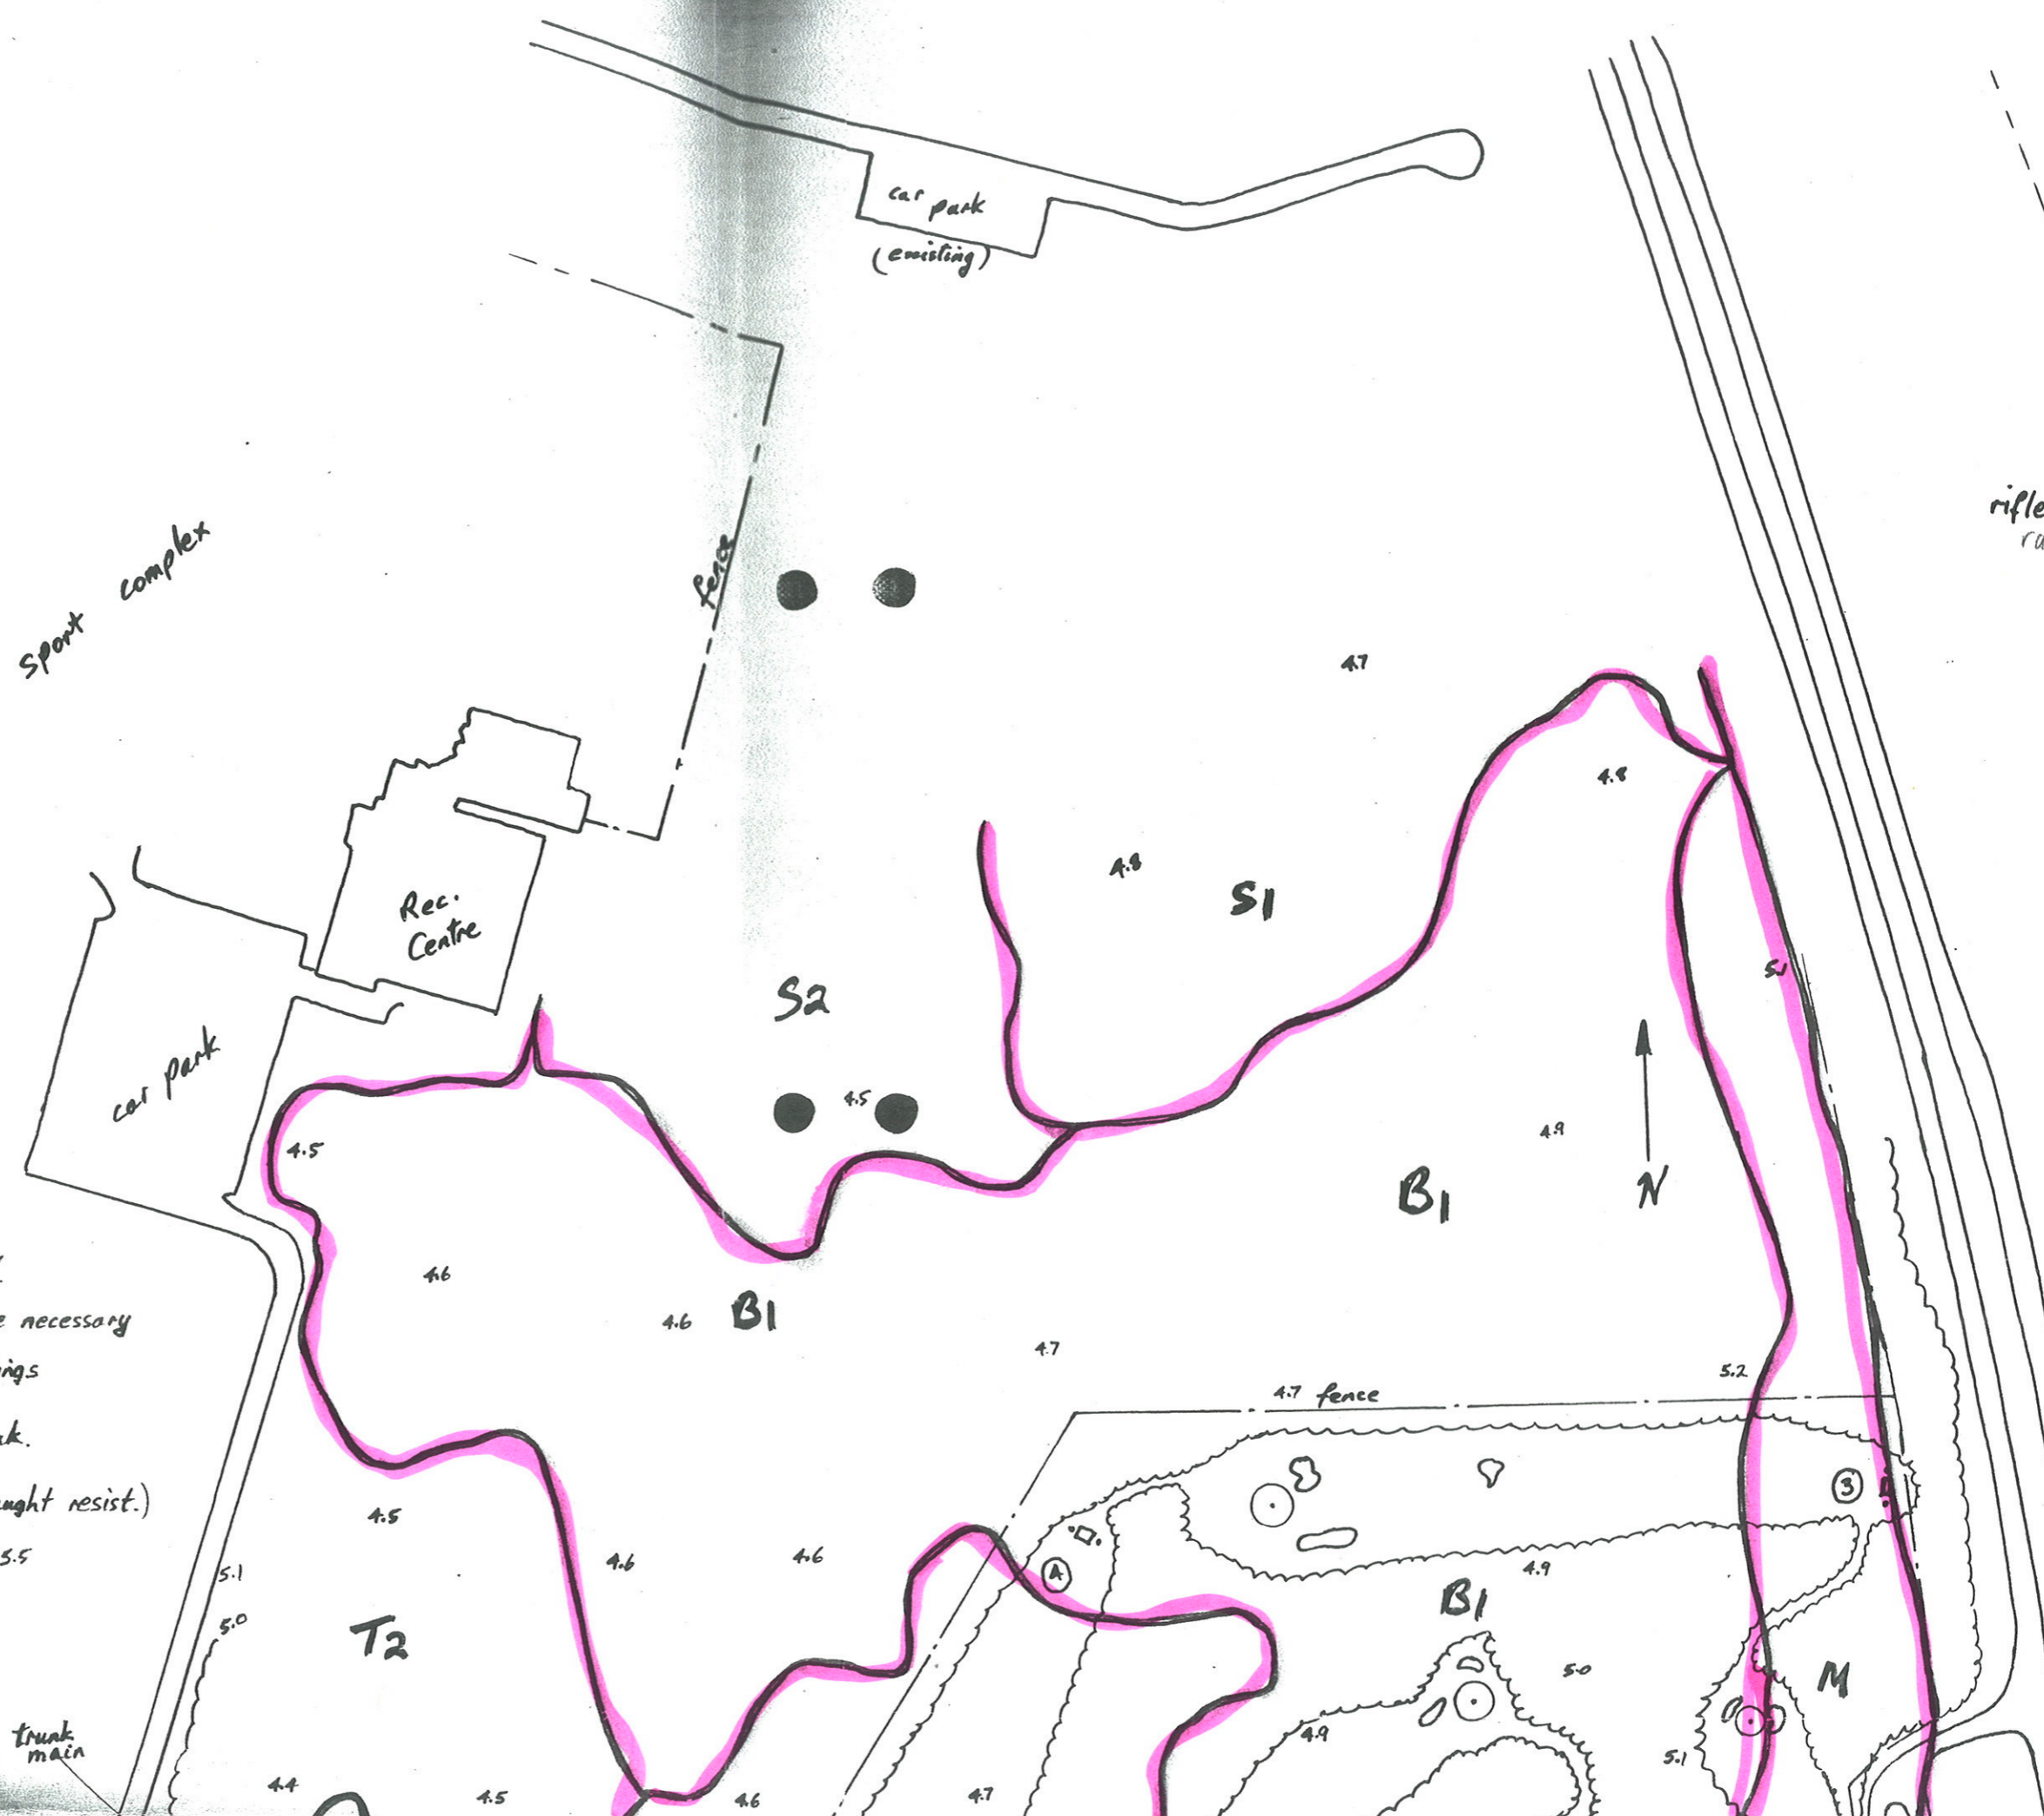 car park
(existing)
rifle
fence
sport complex
4.7
4.8
4.8
S1
Rec.
Centre
5.1
S2
car park
4.5
4.9
4.5
N
B1
4.6
4.6
B1
necessary
4.7
5.2
ings
4.7 fence
3
resist.)
4.5
4.6
4.6
A
4.9
5.5
5.1
B1
5.0
T2
5.0
M
trunk
main
4.9
5.1
4.4
4.5
4.6
4.7